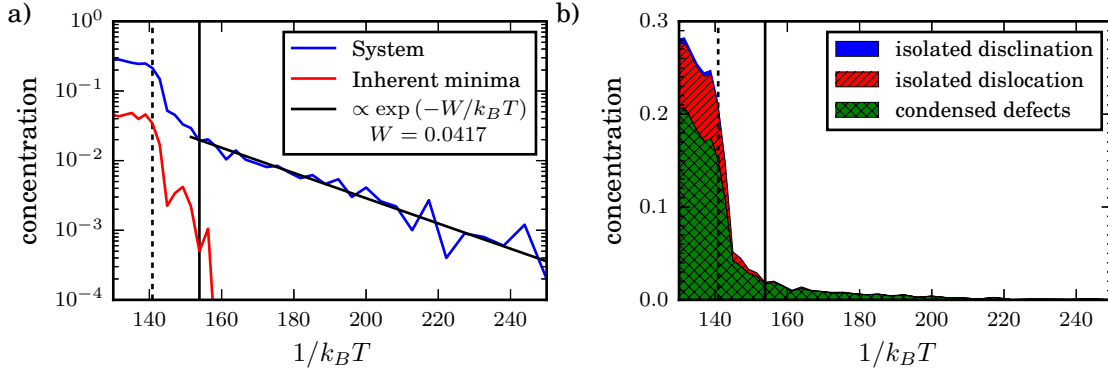 a)
concentration
10⁰
10⁻¹
10⁻²
10⁻³
10⁻⁴
System
Inherent minima
∝ exp (−W/k_BT)
W = 0.0417
140 160 180 200 220 240
1/k_BT
b)
concentration
0.3
0.2
0.1
0.0
isolated disclination
isolated dislocation
condensed defects
140 160 180 200 220 240
1/k_BT